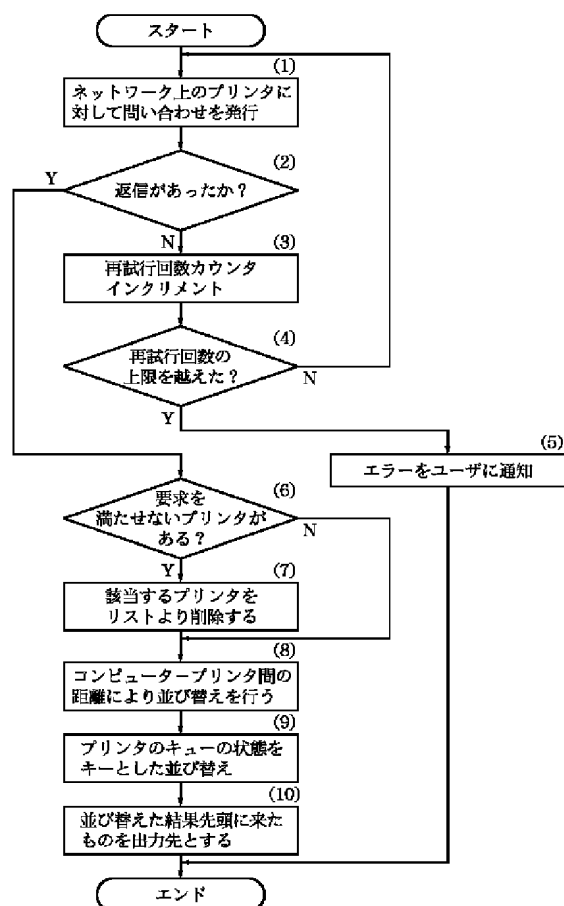 スタート
(1)
ネットワーク上のプリンタに
対して問い合わせを発行
(2)
Y
返信があったか？
N
(3)
再試行回数カウンタ
インクリメント
(4)
再試行回数の
上限を越えた？
N
Y
(5)
エラーをユーザに通知
(6)
要求を
満たせないプリンタが
ある？
N
Y
(7)
該当するプリンタを
リストより削除する
(8)
コンピューター－プリンタ間の
距離により並び替えを行う
(9)
プリンタのキューの状態を
キーとした並び替え
(10)
並び替えた結果先頭に来た
ものを出力先とする
エンド